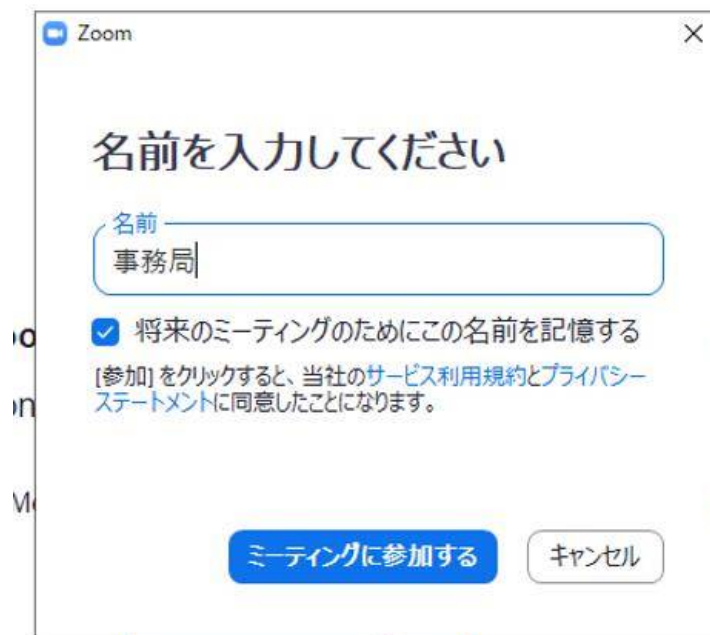 Zoom
名前を入力してください
名前
事務局
将来のミーティングのためにこの名前を記憶する
[参加] をクリックすると、当社のサービス利用規約とプライバシー
ステートメントに同意したことになります。
ミーティングに参加する
キャンセル